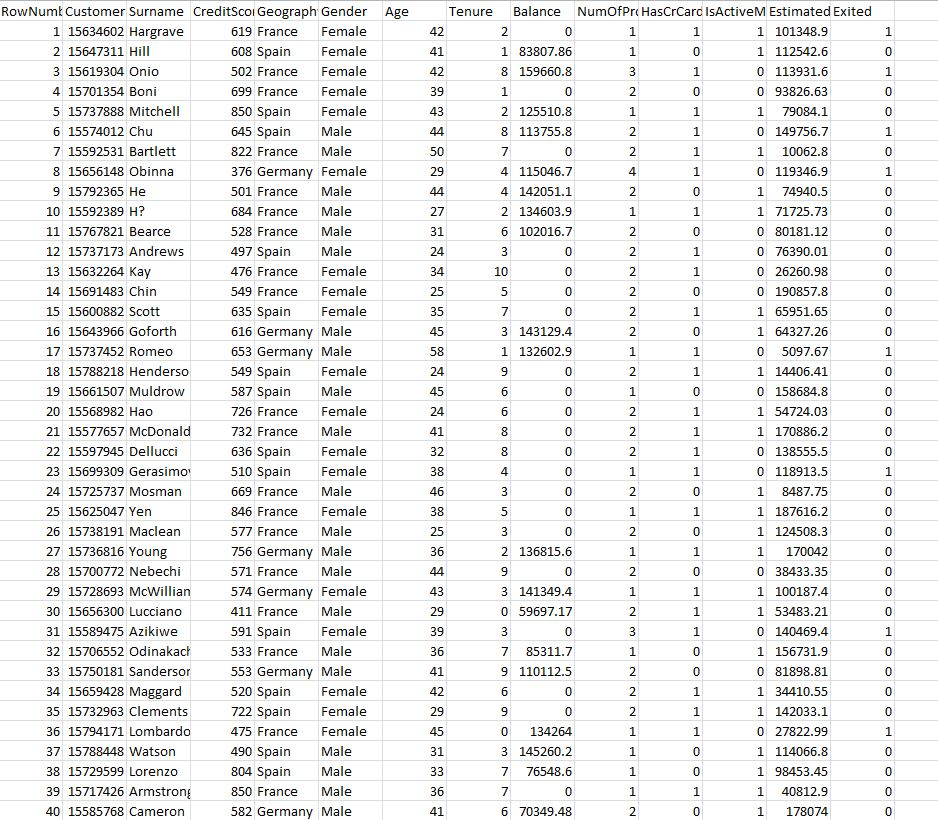 RowNumb Customer Surname CreditScor Geograph Gender Age Tenure Balance NumOfPro HasCrCard IsActiveM Estimated Exited
1 15634602 Hargrave 619 France Female 42 2 0 1 1 1 101348.9 1
2 15647311 Hill 608 Spain Female 41 1 83807.86 1 0 1 112542.6 0
3 15619304 Onio 502 France Female 42 8 159660.8 3 1 0 113931.6 1
4 15701354 Boni 699 France Female 39 1 0 2 0 0 93826.63 0
5 15737888 Mitchell 850 Spain Female 43 2 125510.8 1 1 1 79084.1 0
6 15574012 Chu 645 Spain Male 44 8 113755.8 2 1 0 149756.7 1
7 15592531 Bartlett 822 France Male 50 7 0 2 1 1 10062.8 0
8 15656148 Obinna 376 Germany Female 29 4 115046.7 4 1 0 119346.9 1
9 15792365 He 501 France Male 44 4 142051.1 2 0 1 74940.5 0
10 15592389 H? 684 France Male 27 2 134603.9 1 1 1 71725.73 0
11 15767821 Bearce 528 France Male 31 6 102016.7 2 0 0 80181.12 0
12 15737173 Andrews 497 Spain Male 24 3 0 2 1 0 76390.01 0
13 15632264 Kay 476 France Female 34 10 0 2 1 0 26260.98 0
14 15691483 Chin 549 France Female 25 5 0 2 0 0 190857.8 0
15 15600882 Scott 635 Spain Female 35 7 0 2 1 1 65951.65 0
16 15643966 Goforth 616 Germany Male 45 3 143129.4 2 0 1 64327.26 0
17 15737452 Romeo 653 Germany Male 58 1 132602.9 1 1 0 5097.67 1
18 15788218 Henderso 549 Spain Female 24 9 0 2 1 1 14406.41 0
19 15661507 Muldrow 587 Spain Male 45 6 0 1 0 0 158684.8 0
20 15568982 Hao 726 France Female 24 6 0 2 1 1 54724.03 0
21 15577657 McDonald 732 France Male 41 8 0 2 1 1 170886.2 0
22 15597945 Dellucci 636 Spain Female 32 8 0 2 1 0 138555.5 0
23 15699309 Gerasimov 510 Spain Female 38 4 0 1 1 0 118913.5 1
24 15725737 Mosman 669 France Male 46 3 0 2 0 1 8487.75 0
25 15625047 Yen 846 France Female 38 5 0 1 1 1 187616.2 0
26 15738191 Maclean 577 France Male 25 3 0 2 0 1 124508.3 0
27 15736816 Young 756 Germany Male 36 2 136815.6 1 1 1 170042 0
28 15700772 Nebechi 571 France Male 44 9 0 2 0 0 38433.35 0
29 15728693 McWillian 574 Germany Female 43 3 141349.4 1 1 1 100187.4 0
30 15656300 Lucciano 411 France Male 29 0 59697.17 2 1 1 53483.21 0
31 15589475 Azikiwe 591 Spain Female 39 3 0 3 1 0 140469.4 1
32 15706552 Odinakach 533 France Male 36 7 85311.7 1 0 1 156731.9 0
33 15750181 Sanderson 553 Germany Male 41 9 110112.5 2 0 0 81898.81 0
34 15659428 Maggard 520 Spain Female 42 6 0 2 1 1 34410.55 0
35 15732963 Clements 722 Spain Female 29 9 0 2 1 1 142033.1 0
36 15794171 Lombardo 475 France Female 45 0 134264 1 1 0 27822.99 1
37 15788448 Watson 490 Spain Male 31 3 145260.2 1 0 1 114066.8 0
38 15729599 Lorenzo 804 Spain Male 33 7 76548.6 1 0 1 98453.45 0
39 15717426 Armstrong 850 France Male 36 7 0 1 1 1 40812.9 0
40 15585768 Cameron 582 Germany Male 41 6 70349.48 2 0 1 178074 0